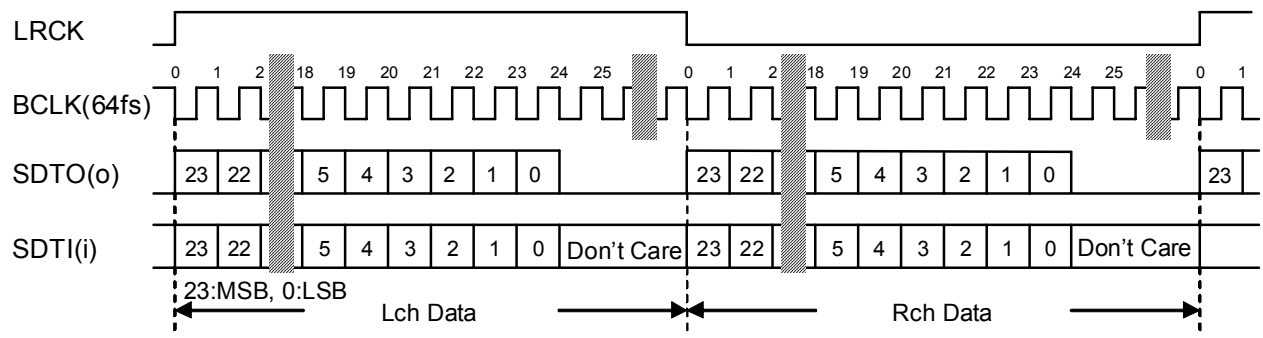 LRCK
0 1 2 18 19 20 21 22 23 24 25 0 1 2 18 19 20 21 22 23 24 25 0 1
BCLK(64fs)
SDTO(o) 23 22 5 4 3 2 1 0 23 22 5 4 3 2 1 0 23
SDTI(i) 23 22 5 4 3 2 1 0 Don't Care 23 22 5 4 3 2 1 0 Don't Care
23:MSB, 0:LSB
Lch Data Rch Data